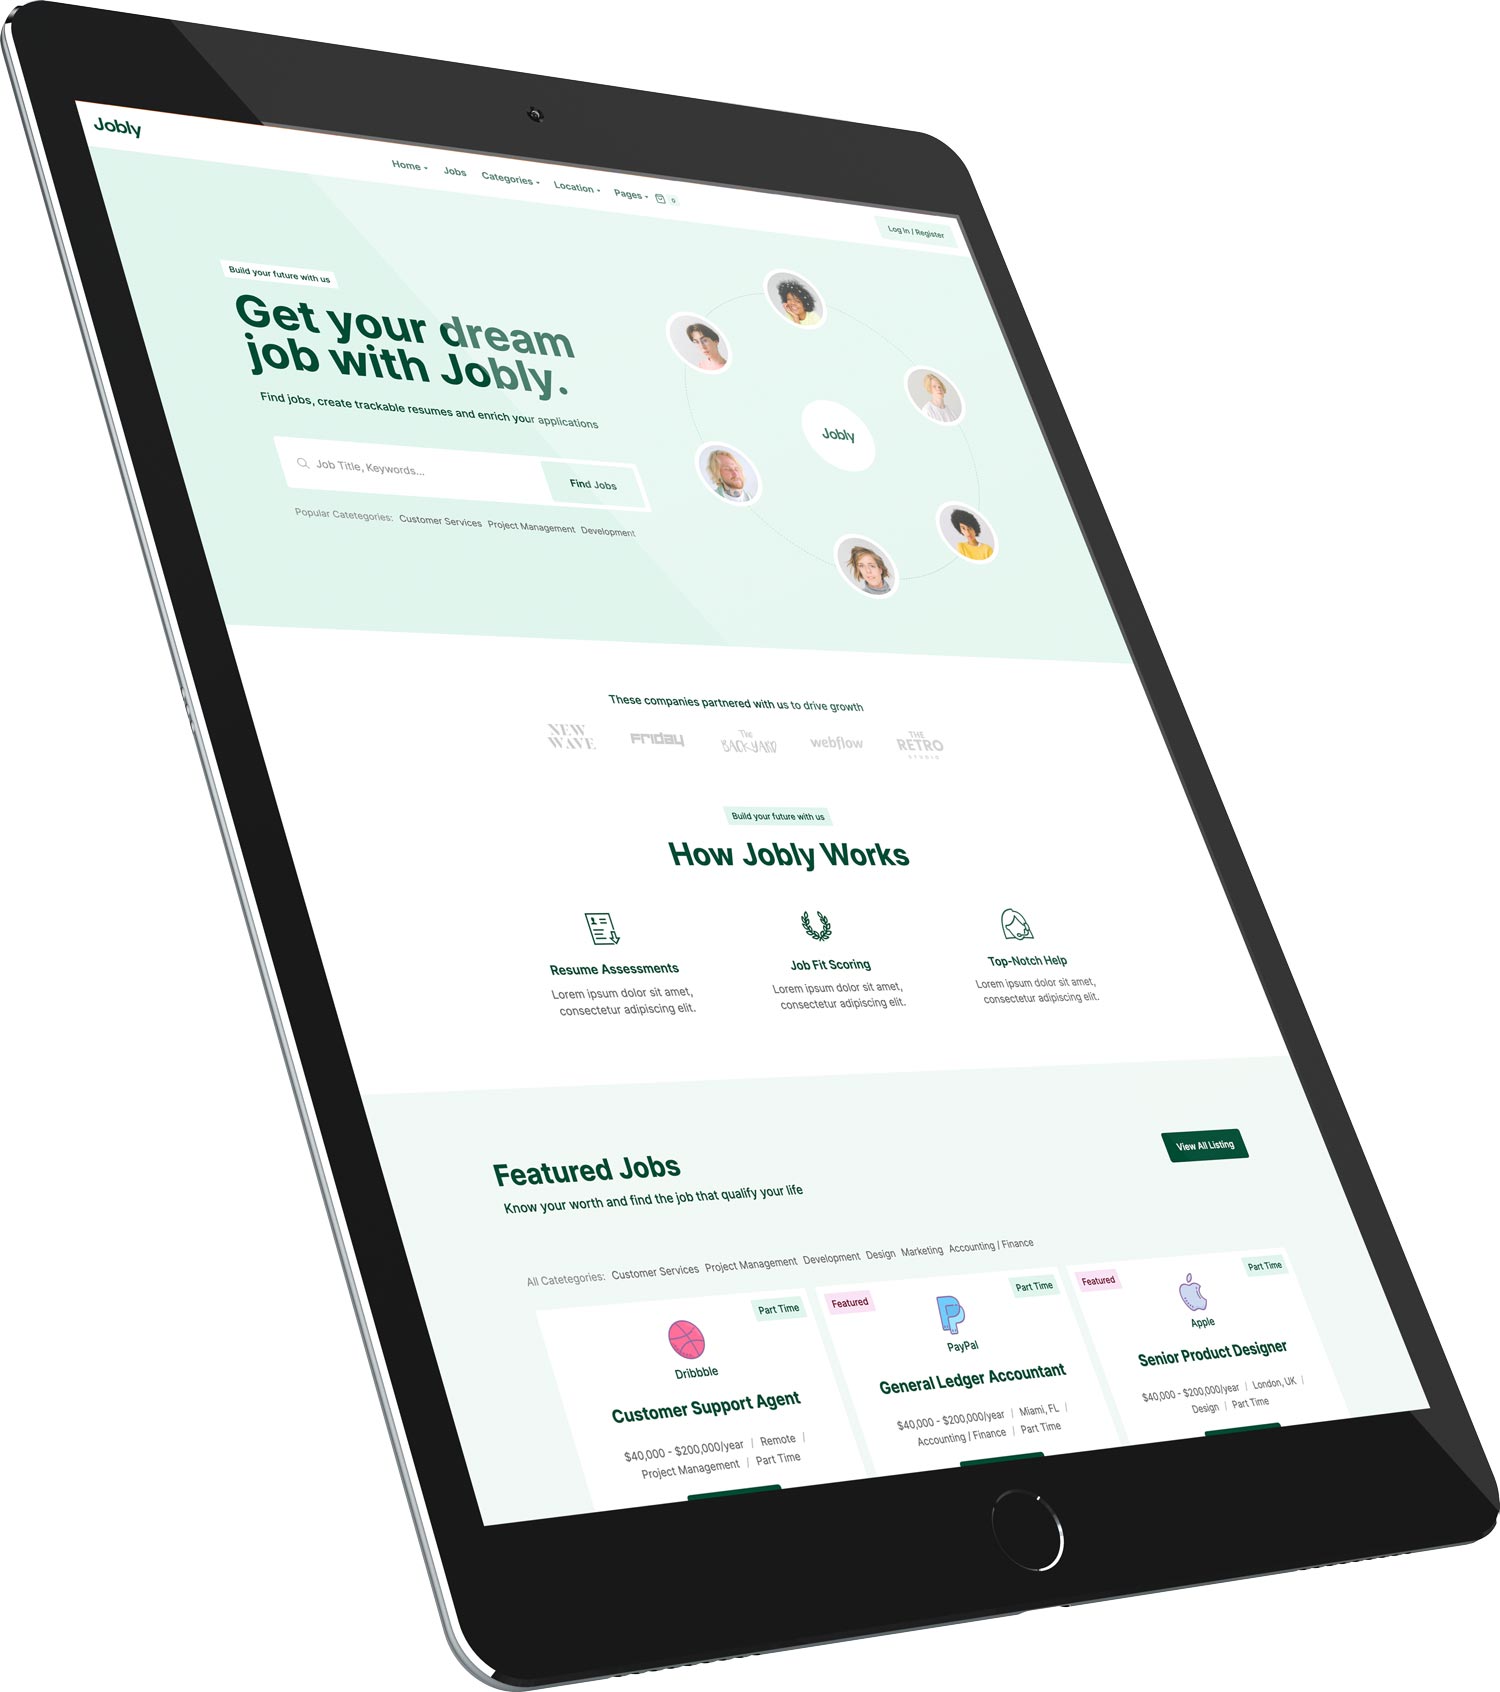 Jobly
Home Jobs Categories Location Pages 0
Log In / Register
Build your future with us
Get your dream
job with Jobly.
Find jobs, create trackable resumes and enrich your applications
Job Title, Keywords...
Find Jobs
Popular Catetegories: Customer Services Project Management Development
Jobly
These companies partnered with us to drive growth
NEW
WAVE
FRIDAY
The
BACKYARD
webflow
THE
RETRO
STUDIO
Build your future with us
How Jobly Works
Resume Assessments
Lorem ipsum dolor sit amet,
consectetur adipiscing elit.
Job Fit Scoring
Lorem ipsum dolor sit amet,
consectetur adipiscing elit.
Top-Notch Help
Lorem ipsum dolor sit amet,
consectetur adipiscing elit.
Featured Jobs
Know your worth and find the job that qualify your life
View All Listing
All Catetegories: Customer Services Project Management Development Design Marketing Accounting / Finance
Part Time
Dribbble
Customer Support Agent
$40,000 - $200,000/year | Remote |
Project Management | Part Time
Featured
Part Time
PayPal
General Ledger Accountant
$40,000 - $200,000/year | Miami, FL |
Accounting / Finance | Part Time
Featured
Part Time
Apple
Senior Product Designer
$40,000 - $200,000/year | London, UK |
Design | Part Time